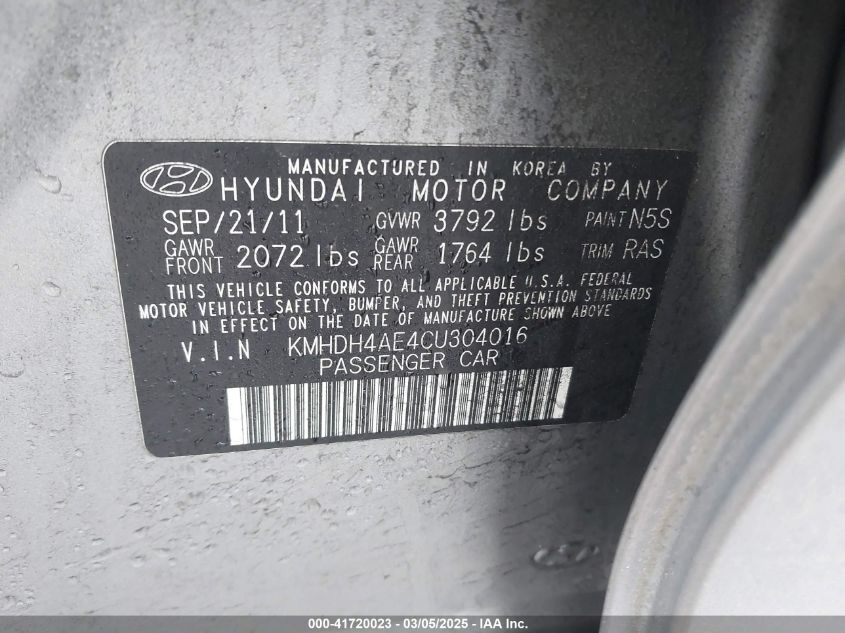 MANUFACTURED IN KOREA BY
HYUNDAI MOTOR COMPANY
SEP/21/11 GVWR 3792 lbs PAINT N5S
GAWR FRONT 2072 lbs GAWR REAR 1764 lbs TRIM RAS
THIS VEHICLE CONFORMS TO ALL APPLICABLE U.S.A. FEDERAL
MOTOR VEHICLE SAFETY, BUMPER, AND THEFT PREVENTION STANDARDS
IN EFFECT ON THE DATE OF MANUFACTURE SHOWN ABOVE
V.I.N KMHDH4AE4CU304016
PASSENGER CAR
000-41720023 - 03/05/2025 - IAA Inc.